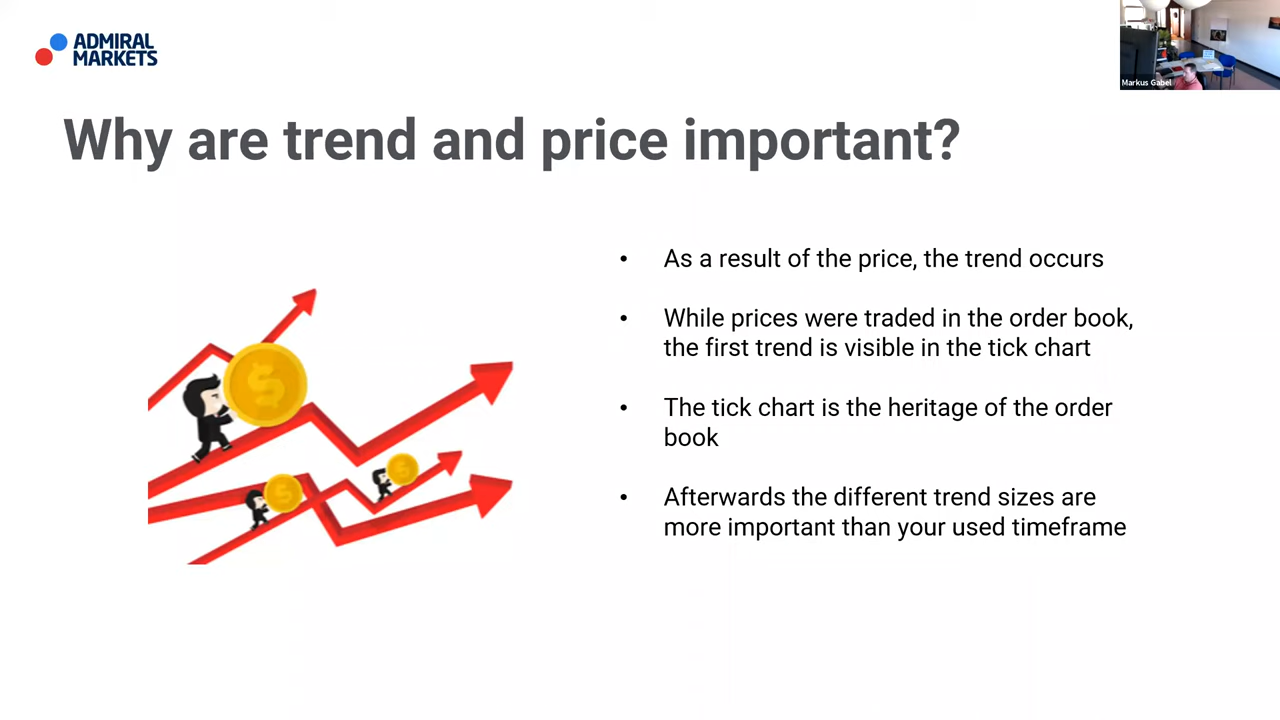 ADMIRAL
MARKETS
Markus Gabel
Why are trend and price important?
• As a result of the price, the trend occurs
• While prices were traded in the order book,
the first trend is visible in the tick chart
• The tick chart is the heritage of the order
book
• Afterwards the different trend sizes are
more important than your used timeframe
$
$
$